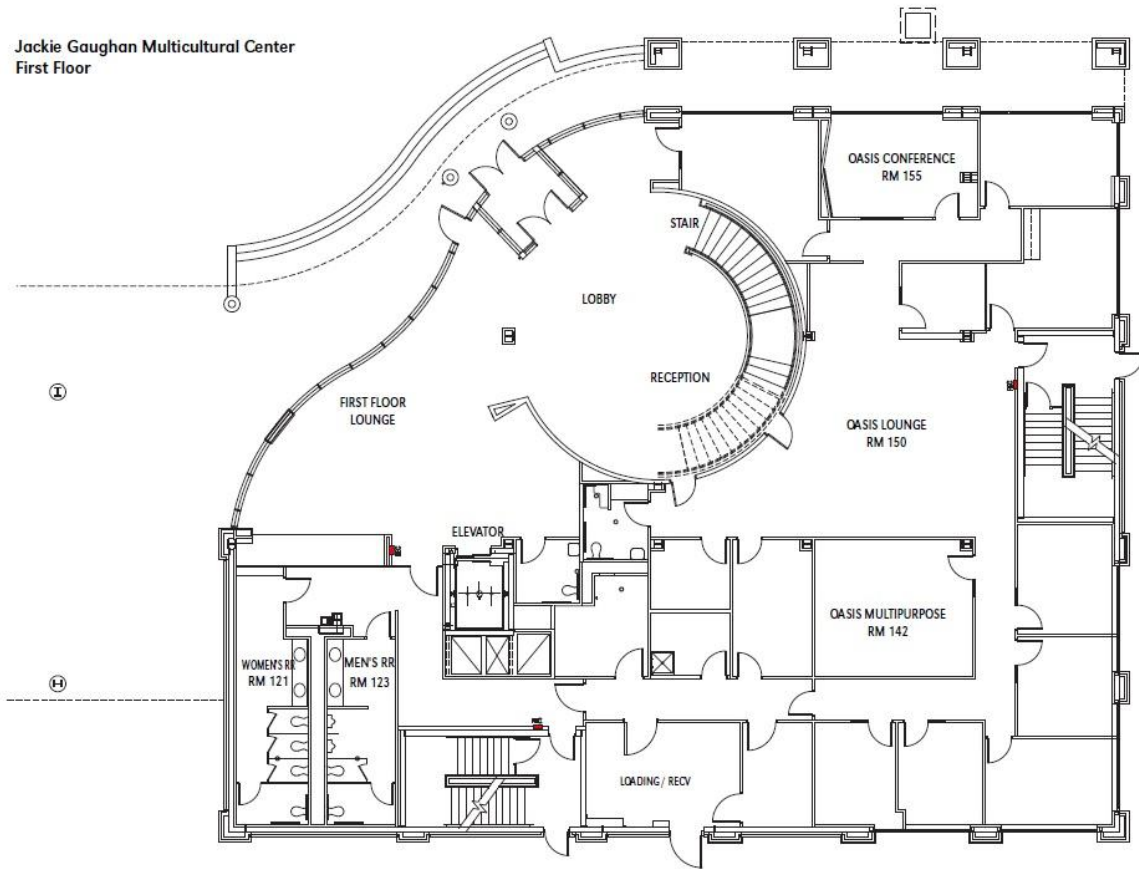 Jackie Gaughan Multicultural Center
First Floor
OASIS CONFERENCE
RM 155
STAIR
LOBBY
RECEPTION
FIRST FLOOR
LOUNGE
OASIS LOUNGE
RM 150
I
ELEVATOR
OASIS MULTIPURPOSE
RM 142
WOMEN'S RR
RM 121
MEN'S RR
RM 123
H
LOADING / RECV